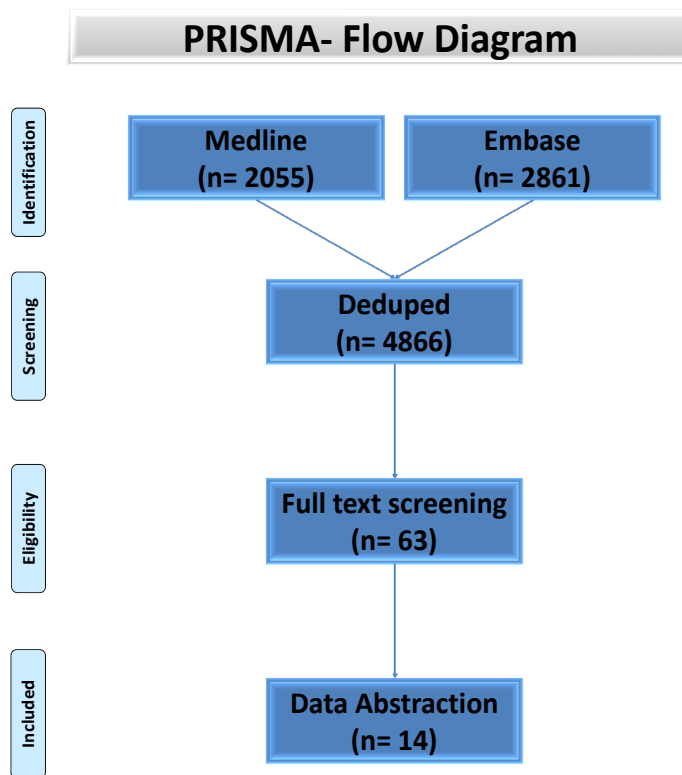 PRISMA- Flow Diagram
Identification
Medline
(n= 2055)
Embase
(n= 2861)
Screening
Deduped
(n= 4866)
Eligibility
Full text screening
(n= 63)
Included
Data Abstraction
(n= 14)